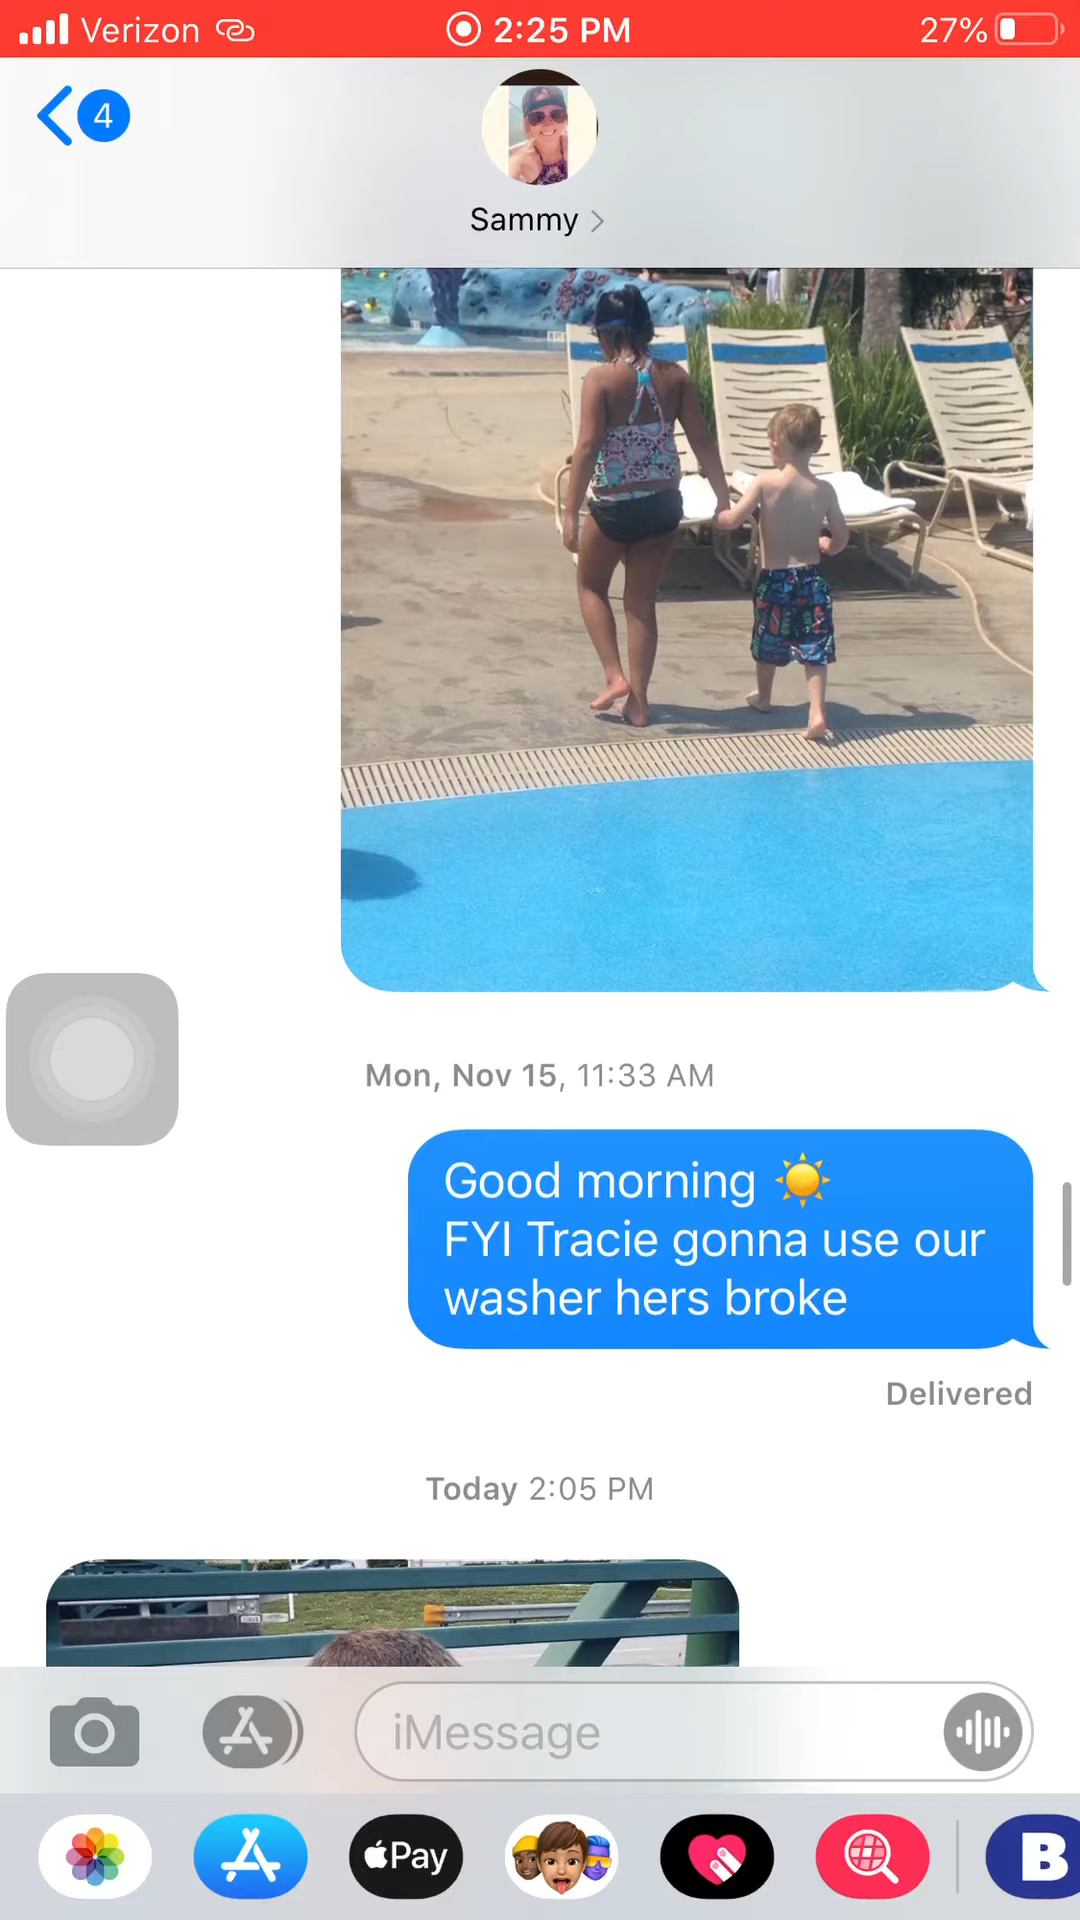 Verizon 2:25 PM 27%
4
Sammy
Mon, Nov 15, 11:33 AM
Good morning ☀️
FYI Tracie gonna use our
washer hers broke
Delivered
Today 2:05 PM
iMessage
Pay
B